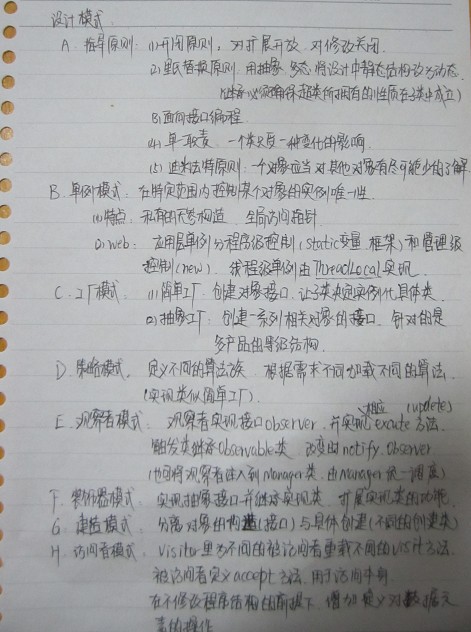 设计模式
A. 指导原则: (1)开闭原则: 对扩展开放. 对修改关闭.
(2)里氏替换原则. 用抽象. 多态将设计中静态结构改为动态.
(继承必须确保超类所拥有的性质在子类中成立)
(3)面向接口编程.
(4)单一职责. 一个类只受一种变化的影响.
(5)迪米法特原则: 一个对象应当对其他对象有尽可能少的了解
B. 单例模式: 在特定范围内控制某个对象的实例唯一性.
(1)特点: 私有的无参构造 全局访问指针
(2)web: 应用层单例分程序级控制(static变量.框架)和管理级
控制(new). 线程级单例由ThreadLocal实现.
C. 工厂模式: (1)简单工厂: 创建对象接口. 让子类决定实例化具体类.
(2)抽象工厂: 创建一系列相关对象的接口. 针对的是
多产品的等级结构.
D. 策略模式. 定义不同的算法族. 根据需求不同加载不同的算法.
(实现类似简单工厂).
E. 观察者模式: 观察者实现接口observer. 并实现相应excute方法. (update)
触发类继承Observable类. 改变由notify. Observer
(也可将观察者注入到Manager类. 由Manager统一调度)
F. 装饰器模式: 实现抽象接口并继承实现类. 扩展实现类的功能.
G. 建造模式: 分离对象的构造(接口)与具体创建(不同的创建类)
H. 访问者模式: visitor里为不同的被访问者重载不同的visit方法.
被访问者定义accept方法. 用于访问本身.
在不修改程序结构的前提下. 增加定义对数据元
素的操作